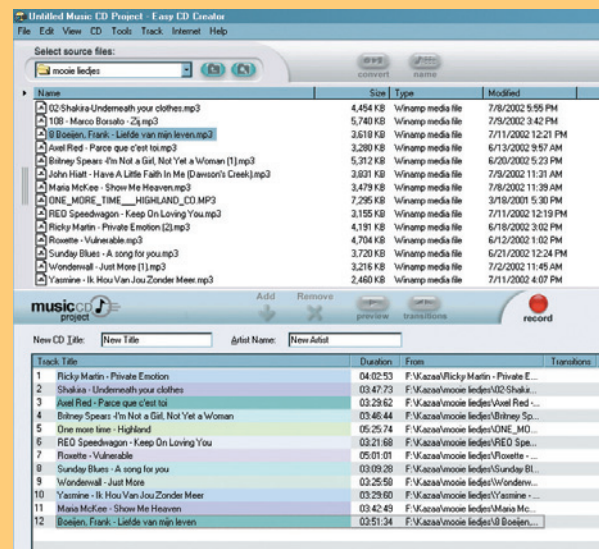 Untitled Music CD Project - Easy CD Creator
File Edit View CD Tools Track Internet Help
Select source files:
mooie liedjes
convert name
Name Size Type Modified
02-Shakira-Underneath your clothes.mp3 4,454 KB Winamp media file 7/8/2002 5:55 PM
108 - Marco Borsato - Zij.mp3 5,740 KB Winamp media file 7/9/2002 3:42 PM
8 Boeijen, Frank - Liefde van mijn leven.mp3 3,618 KB Winamp media file 7/11/2002 12:21 PM
Axel Red - Parce que c'est toi.mp3 3,280 KB Winamp media file 6/13/2002 9:57 AM
Britney Spears -I'm Not a Girl, Not Yet a Woman (1).mp3 5,312 KB Winamp media file 6/20/2002 5:23 PM
John Hiatt - Have A Little Faith In Me (Dawson's Creek).mp3 3,831 KB Winamp media file 7/9/2002 11:31 AM
Maria McKee - Show Me Heaven.mp3 3,479 KB Winamp media file 7/8/2002 11:39 AM
ONE_MORE_TIME___HIGHLAND_CO.MP3 7,295 KB Winamp media file 3/18/2001 5:30 PM
REO Speedwagon - Keep On Loving You.mp3 3,155 KB Winamp media file 7/11/2002 12:19 PM
Ricky Martin - Private Emotion (2).mp3 4,191 KB Winamp media file 6/18/2002 3:02 PM
Roxette - Vulnerable.mp3 4,704 KB Winamp media file 6/12/2002 1:02 PM
Sunday Blues - A song for you.mp3 3,720 KB Winamp media file 6/21/2002 12:24 PM
Wonderwall - Just More (1).mp3 3,216 KB Winamp media file 7/2/2002 11:45 AM
Yasmine - Ik Hou Van Jou Zonder Meer.mp3 2,460 KB Winamp media file 7/11/2002 4:07 PM
musiccd project Add Remove preview transitions record
New CD Title: New Title Artist Name: New Artist
Track Title Duration From Transitions
1 Ricky Martin - Private Emotion 04:02:53 F:\Kazaa\Ricky Martin - Private E...
2 Shakira - Underneath your clothes 03:47:73 F:\Kazaa\mooie liedjes\02-Shakir...
3 Axel Red - Parce que c'est toi 03:29:62 F:\Kazaa\mooie liedjes\Axel Red -...
4 Britney Spears -I'm Not a Girl, Not Yet a Woman 03:46:44 F:\Kazaa\mooie liedjes\Britney Sp...
5 One more time - Highland 05:25:74 F:\Kazaa\mooie liedjes\ONE_MO...
6 REO Speedwagon - Keep On Loving You 03:21:68 F:\Kazaa\mooie liedjes\REO Spe...
7 Roxette - Vulnerable 05:01:01 F:\Kazaa\mooie liedjes\Roxette -...
8 Sunday Blues - A song for you 03:09:28 F:\Kazaa\mooie liedjes\Sunday Bl...
9 Wonderwall - Just More 03:25:58 F:\Kazaa\mooie liedjes\Wonderw...
10 Yasmine - Ik Hou Van Jou Zonder Meer 03:29:60 F:\Kazaa\mooie liedjes\Yasmine -...
11 Maria McKee - Show Me Heaven 03:42:49 F:\Kazaa\mooie liedjes\Maria Mc...
12 Boeijen, Frank - Liefde van mijn leven 03:51:34 F:\Kazaa\mooie liedjes\8 Boeijen,...